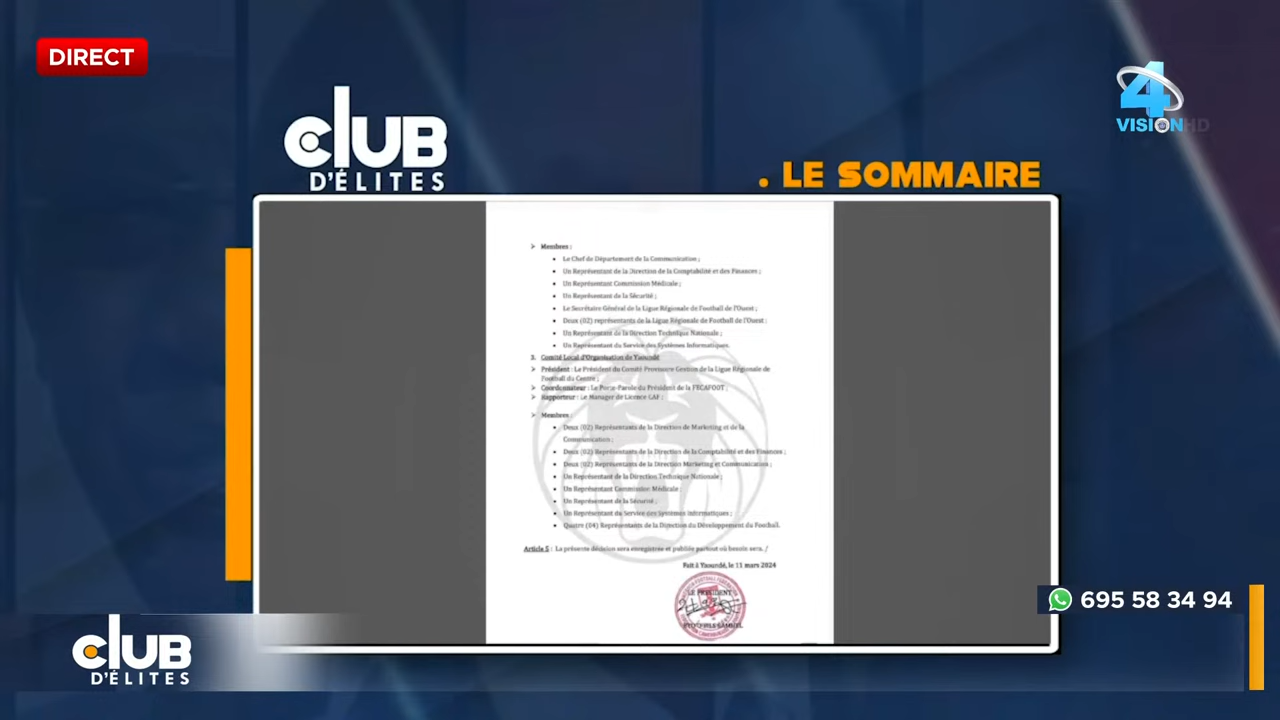 DIRECT
4
VISION HD
CLUB
D'ÉLITES
. LE SOMMAIRE
➢ Membres :
• Le Chef de Département de la Communication ;
• Un Représentant de la Direction de la Comptabilité et des Finances ;
• Un Représentant Commission Médicale ;
• Un Représentant de la Sécurité ;
• Le Secrétaire Général de la Ligue Régionale de Football de l'Ouest ;
• Deux (02) représentants de la Ligue Régionale de Football de l'Ouest ;
• Un Représentant de la Direction Technique Nationale ;
• Un Représentant du Service des Systèmes Informatiques.
3. Comité Local d'Organisation de Yaoundé
➢ Président : Le Président du Comité Provisoire Gestion de la Ligue Régionale de
Football du Centre ;
➢ Coordonnateur : Le Porte-Parole du Président de la FECAFOOT ;
➢ Rapporteur : Le Manager de Licence CAF ;
➢ Membres :
• Deux (02) Représentants de la Direction de Marketing et de la
Communication ;
• Deux (02) Représentants de la Direction de la Comptabilité et des Finances ;
• Deux (02) Représentants de la Direction Marketing et Communication ;
• Un Représentant de la Direction Technique Nationale ;
• Un Représentant Commission Médicale ;
• Un Représentant de la Sécurité ;
• Un Représentant du Service des Systèmes Informatiques ;
• Quatre (04) Représentants de la Direction du Développement du Football.
Article 5 : La présente décision sera enregistrée et publiée partout où besoin sera. /
Fait à Yaoundé, le 11 mars 2024
LE PRESIDENT
FILS SAMUEL
695 58 34 94
CLUB
D'ÉLITES